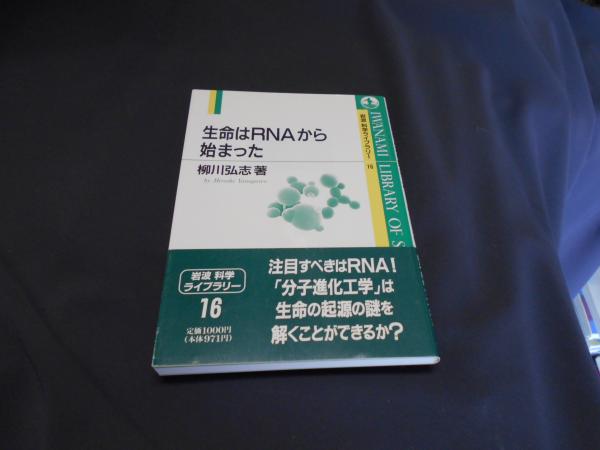 生命はRNAから
始まった
柳川弘志 著
by Hiroshi Yanagawa
岩波 科学ライブラリー 16
IWANAMI LIBRARY OF S
岩波 科学
ライブラリー
16
定価1000円
(本体971円)
注目すべきはRNA!
「分子進化工学」は
生命の起源の謎を
解くことができるか?